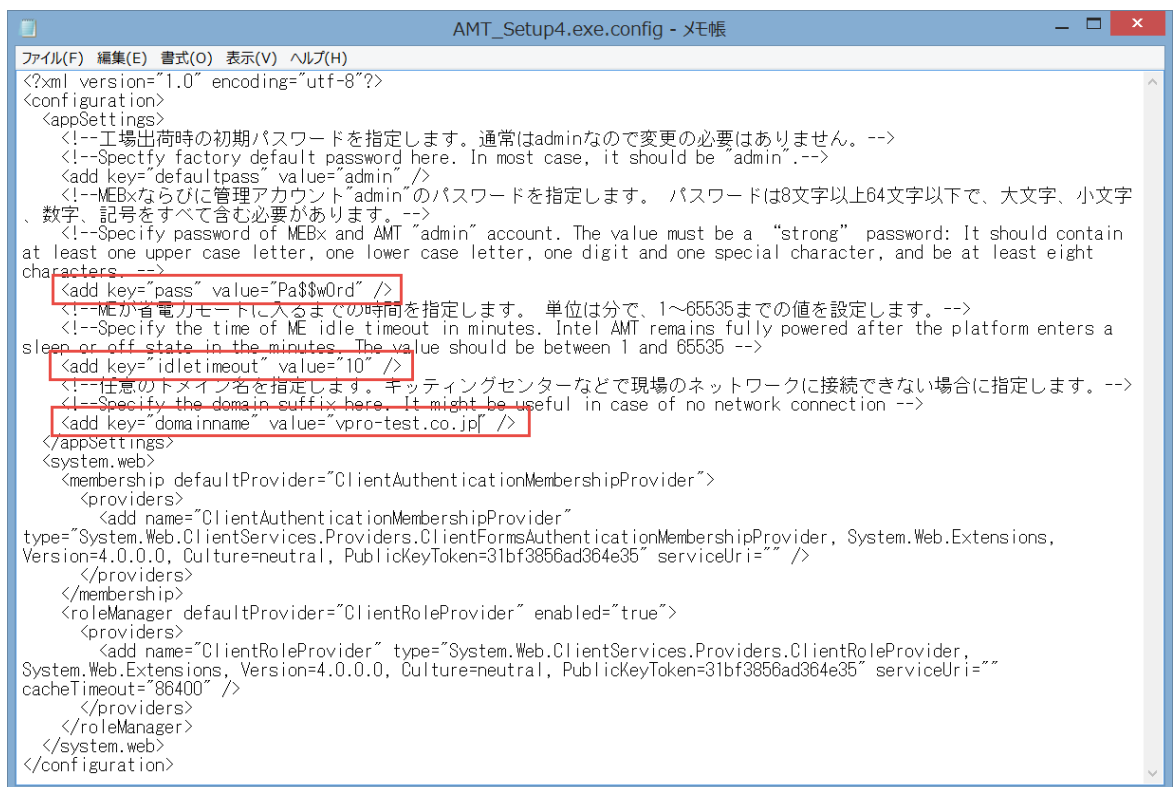 AMT_Setup4.exe.config - メモ帳
ファイル(F) 編集(E) 書式(O) 表示(V) ヘルプ(H)
<?xml version="1.0" encoding="utf-8"?>
<configuration>
<appSettings>
<!--工場出荷時の初期パスワードを指定します。通常はadminなので変更の必要はありません。-->
<!--Spectfy factory default password here. In most case, it should be "admin".-->
<add key="defaultpass" value="admin" />
<!--MEBxならびに管理アカウント"admin"のパスワードを指定します。 パスワードは8文字以上64文字以下で、大文字、小文字
、数字、記号をすべて含む必要があります。-->
<!--Specify password of MEBx and AMT "admin" account. The value must be a “strong” password: It should contain
at least one upper case letter, one lower case letter, one digit and one special character, and be at least eight
characters. -->
<add key="pass" value="Pa$$w0rd" />
<!--MEが省電力モードに入るまでの時間を指定します。 単位は分で、1～65535までの値を設定します。-->
<!--Specify the time of ME idle timeout in minutes. Intel AMT remains fully powered after the platform enters a
sleep or off state in the minutes. The value should be between 1 and 65535 -->
<add key="idletimeout" value="10" />
<!--任意のドメイン名を指定します。キッティングセンターなどで現場のネットワークに接続できない場合に指定します。-->
<!--Specify the domain suffix here. It might be useful in case of no network connection -->
<add key="domainname" value="vpro-test.co.jp" />
</appSettings>
<system.web>
<membership defaultProvider="ClientAuthenticationMembershipProvider">
<providers>
<add name="ClientAuthenticationMembershipProvider"
type="System.Web.ClientServices.Providers.ClientFormsAuthenticationMembershipProvider, System.Web.Extensions,
Version=4.0.0.0, Culture=neutral, PublicKeyToken=31bf3856ad364e35" serviceUri="" />
</providers>
</membership>
<roleManager defaultProvider="ClientRoleProvider" enabled="true">
<providers>
<add name="ClientRoleProvider" type="System.Web.ClientServices.Providers.ClientRoleProvider,
System.Web.Extensions, Version=4.0.0.0, Culture=neutral, PublicKeyToken=31bf3856ad364e35" serviceUri=""
cacheTimeout="86400" />
</providers>
</roleManager>
</system.web>
</configuration>